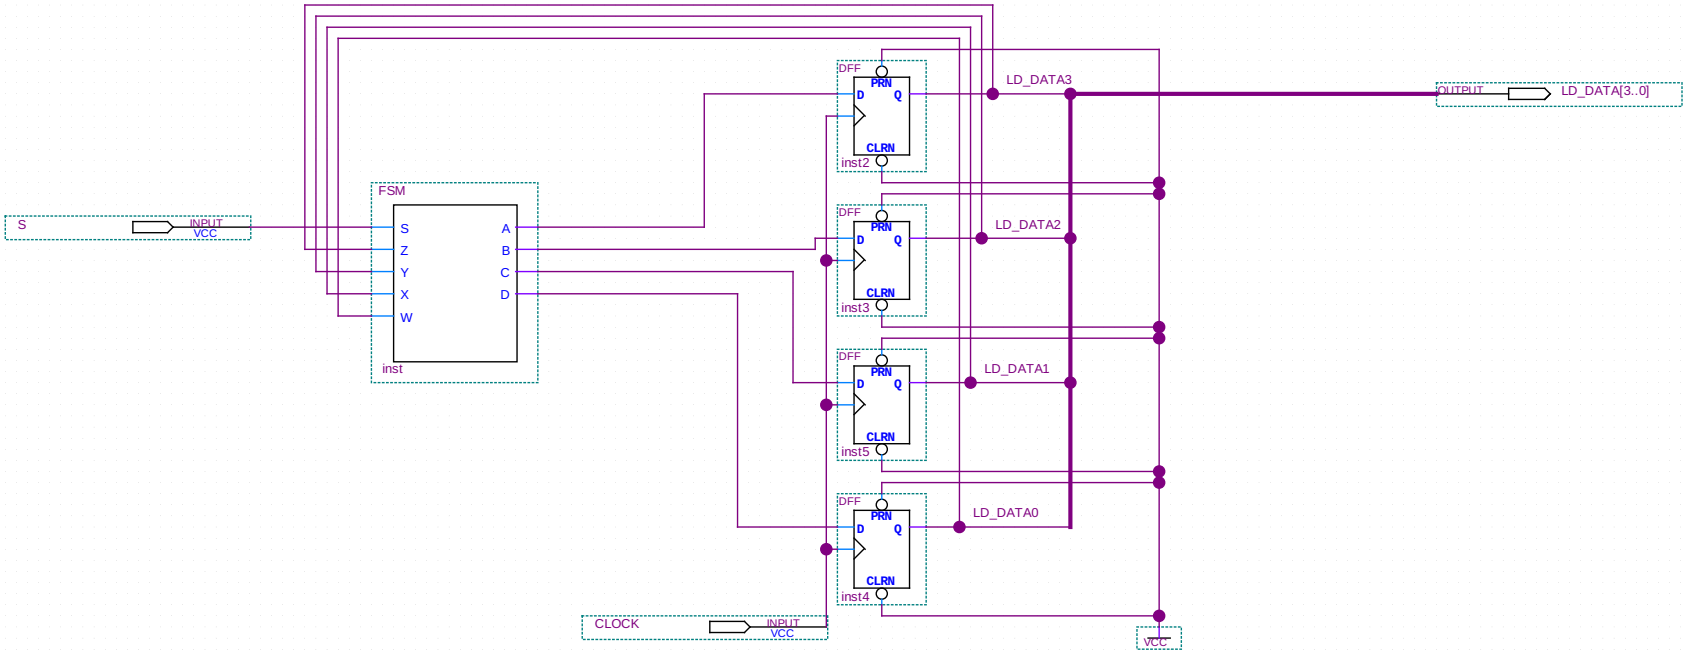 DFF
PRN
D Q
CLRN
inst2
LD_DATA3
OUTPUT
LD_DATA[3..0]
FSM
S A
Z B
Y C
X D
W
inst
S
INPUT
VCC
DFF
PRN
D Q
CLRN
inst3
LD_DATA2
DFF
PRN
D Q
CLRN
inst5
LD_DATA1
DFF
PRN
D Q
CLRN
inst4
LD_DATA0
CLOCK
INPUT
VCC
VCC